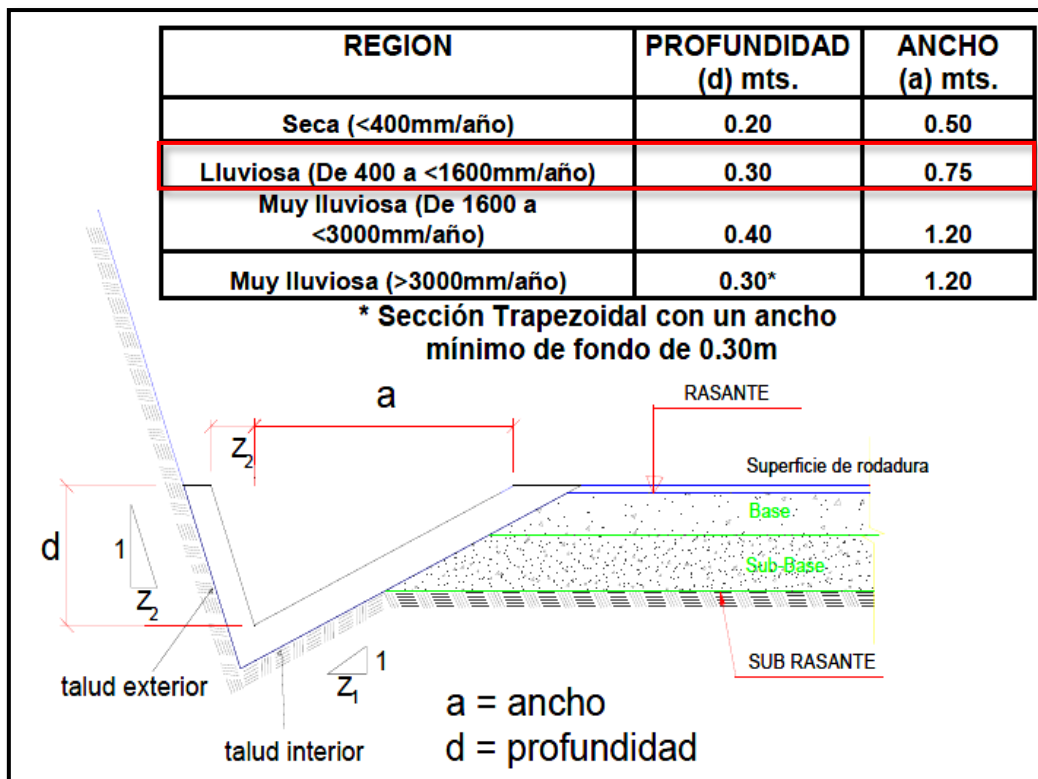 REGION PROFUNDIDAD ANCHO
(d) mts. (a) mts.
Seca (<400mm/año) 0.20 0.50
Lluviosa (De 400 a <1600mm/año) 0.30 0.75
Muy lluviosa (De 1600 a
<3000mm/año) 0.40 1.20
Muy lluviosa (>3000mm/año) 0.30* 1.20
* Sección Trapezoidal con un ancho
mínimo de fondo de 0.30m
a
RASANTE
Z2
Superficie de rodadura
Base
d
1
Sub-Base
Z2
1
SUB RASANTE
Z1
talud exterior
a = ancho
talud interior
d = profundidad